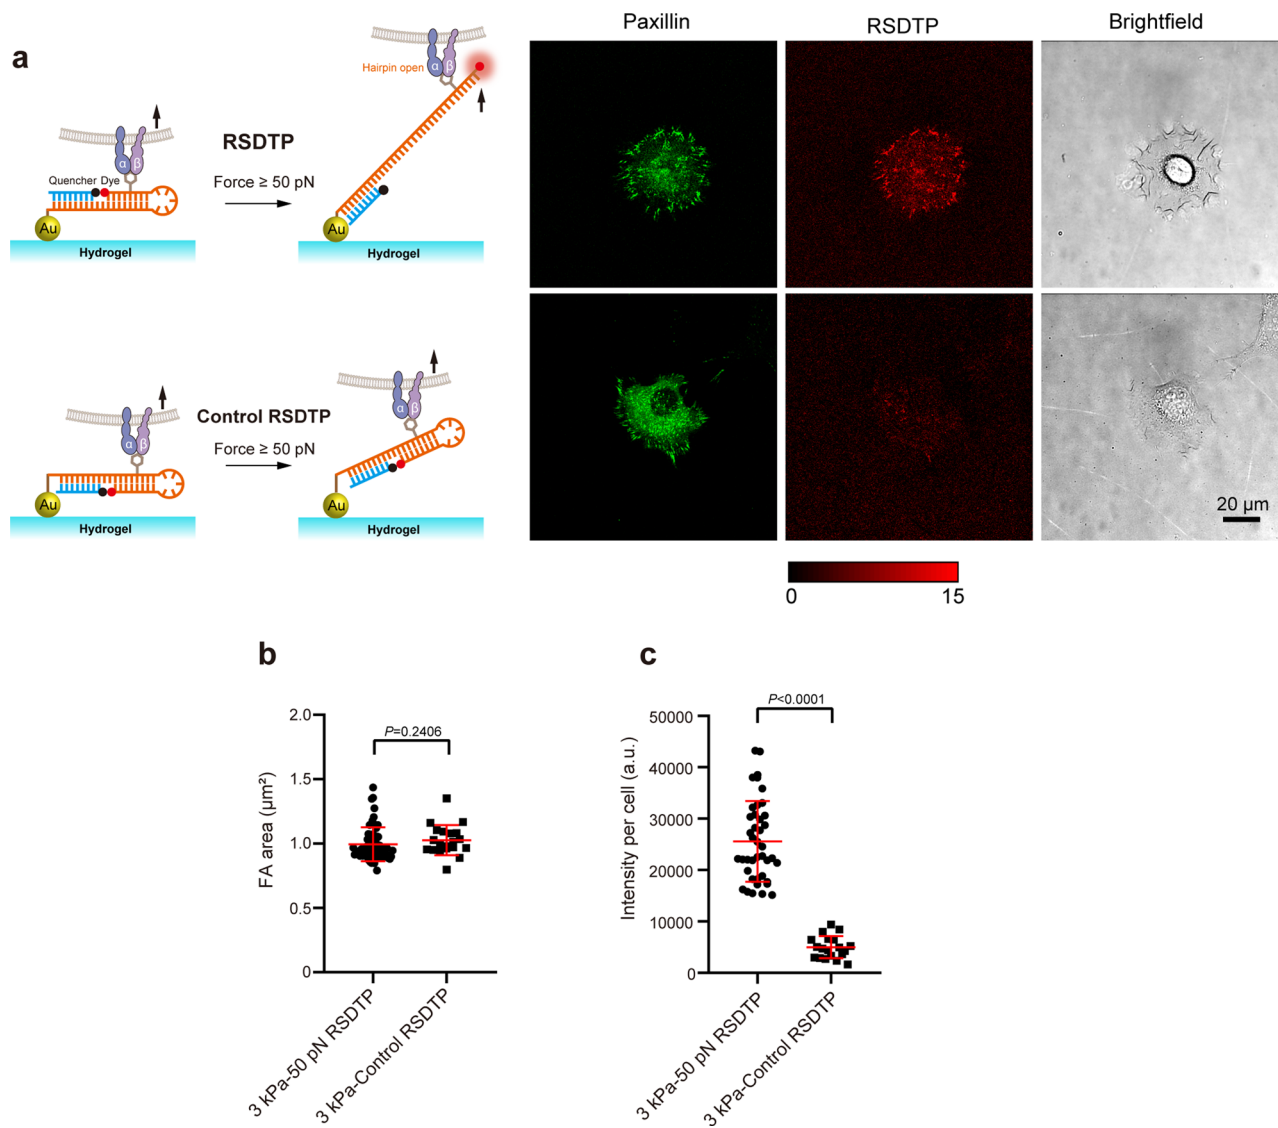 a
Paxillin
RSDTP
Brightfield
Hairpin open
α
β
RSDTP
Force ≥ 50 pN
α
β
Quencher Dye
Au
Hydrogel
Au
Hydrogel
Control RSDTP
Force ≥ 50 pN
α
β
α
β
Au
Hydrogel
Au
Hydrogel
20 µm
0
15
b
P=0.2406
FA area (µm²)
2.0
1.5
1.0
0.5
0
3 kPa-50 pN RSDTP
3 kPa-Control RSDTP
c
P<0.0001
Intensity per cell (a.u.)
50000
40000
30000
20000
10000
0
3 kPa-50 pN RSDTP
3 kPa-Control RSDTP